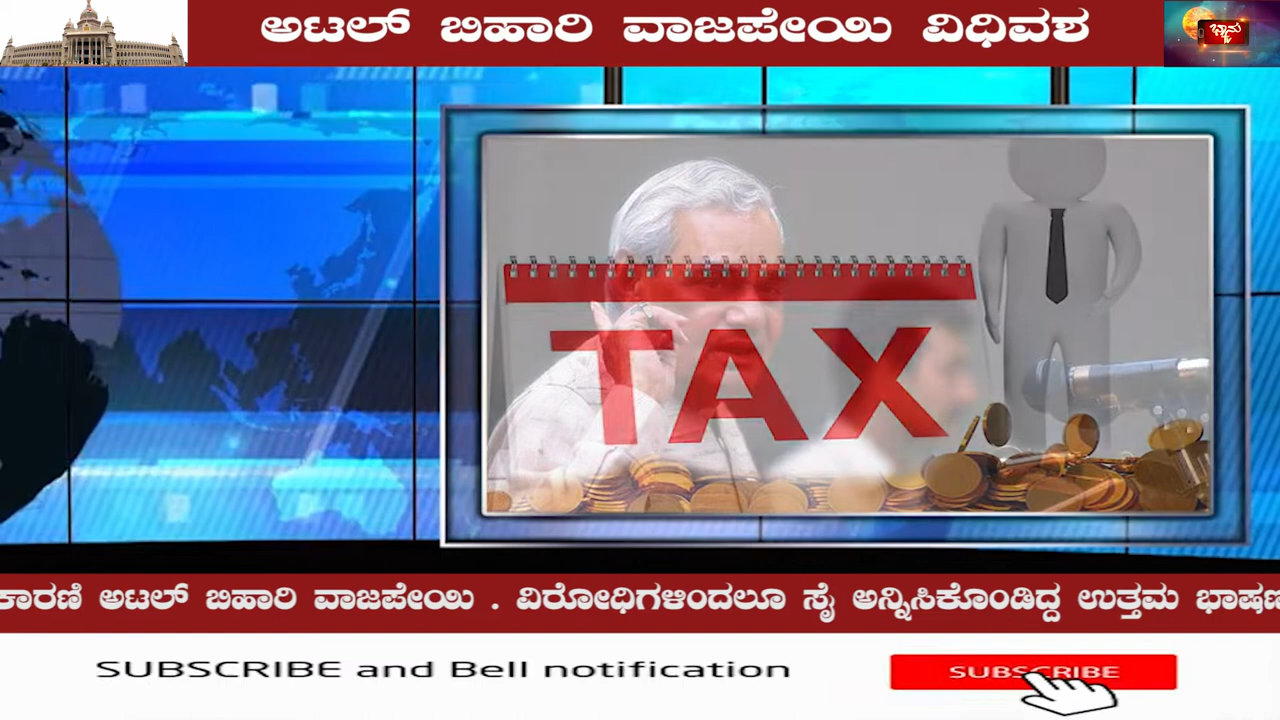 ಅಟಲ್ ಬಿಹಾರಿ ವಾಜಪೇಯಿ ವಿಧಿವಶ
TAX
ಕಾರಣಿ ಅಟಲ್ ಬಿಹಾರಿ ವಾಜಪೇಯಿ . ವಿರೋಧಿಗಳಿಂದಲೂ ಸೈ ಅನ್ನಿಸಿಕೊಂಡಿದ್ದ ಉತ್ತಮ ಭಾಷಣ
SUBSCRIBE and Bell notification
SUBSCRIBE